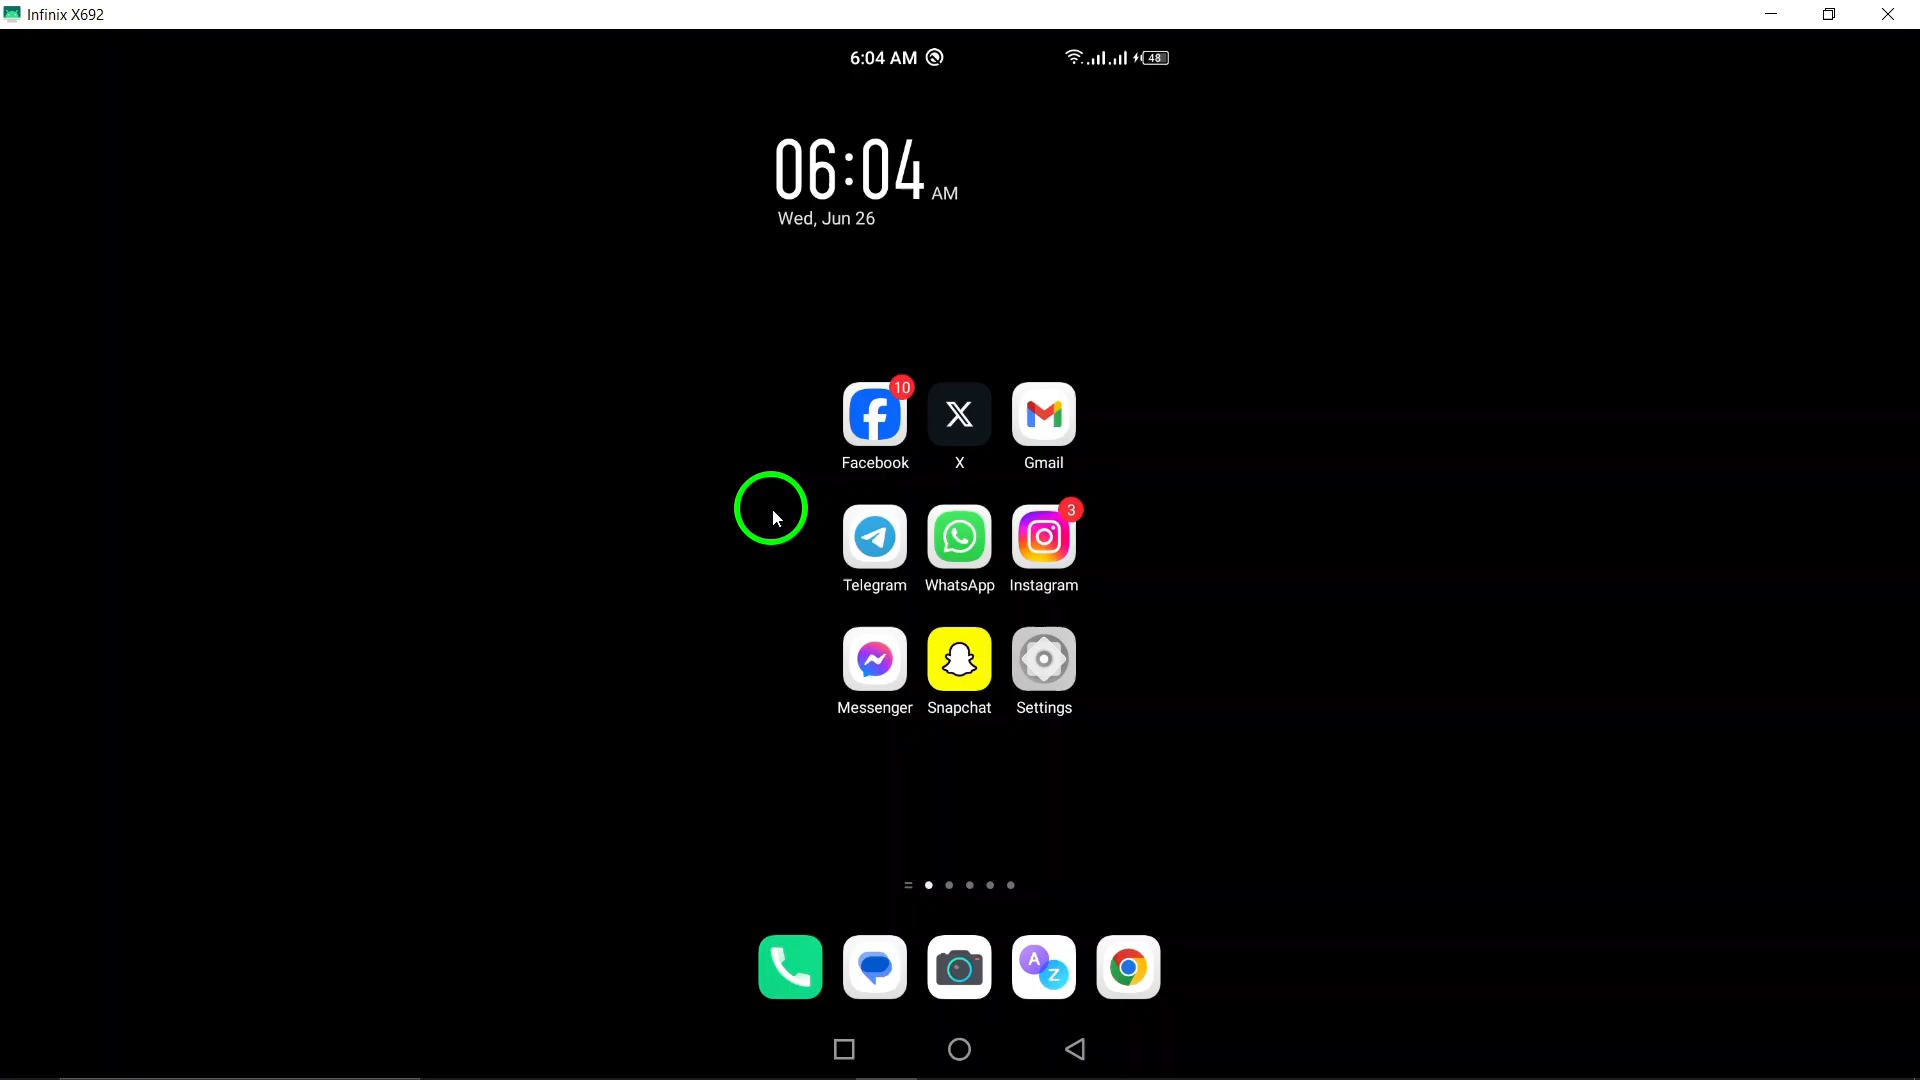 Infinix X692
6:04 AM
48
06:04 AM
Wed, Jun 26
10
Facebook
X
Gmail
3
Telegram
WhatsApp
Instagram
Messenger
Snapchat
Settings
A
Z